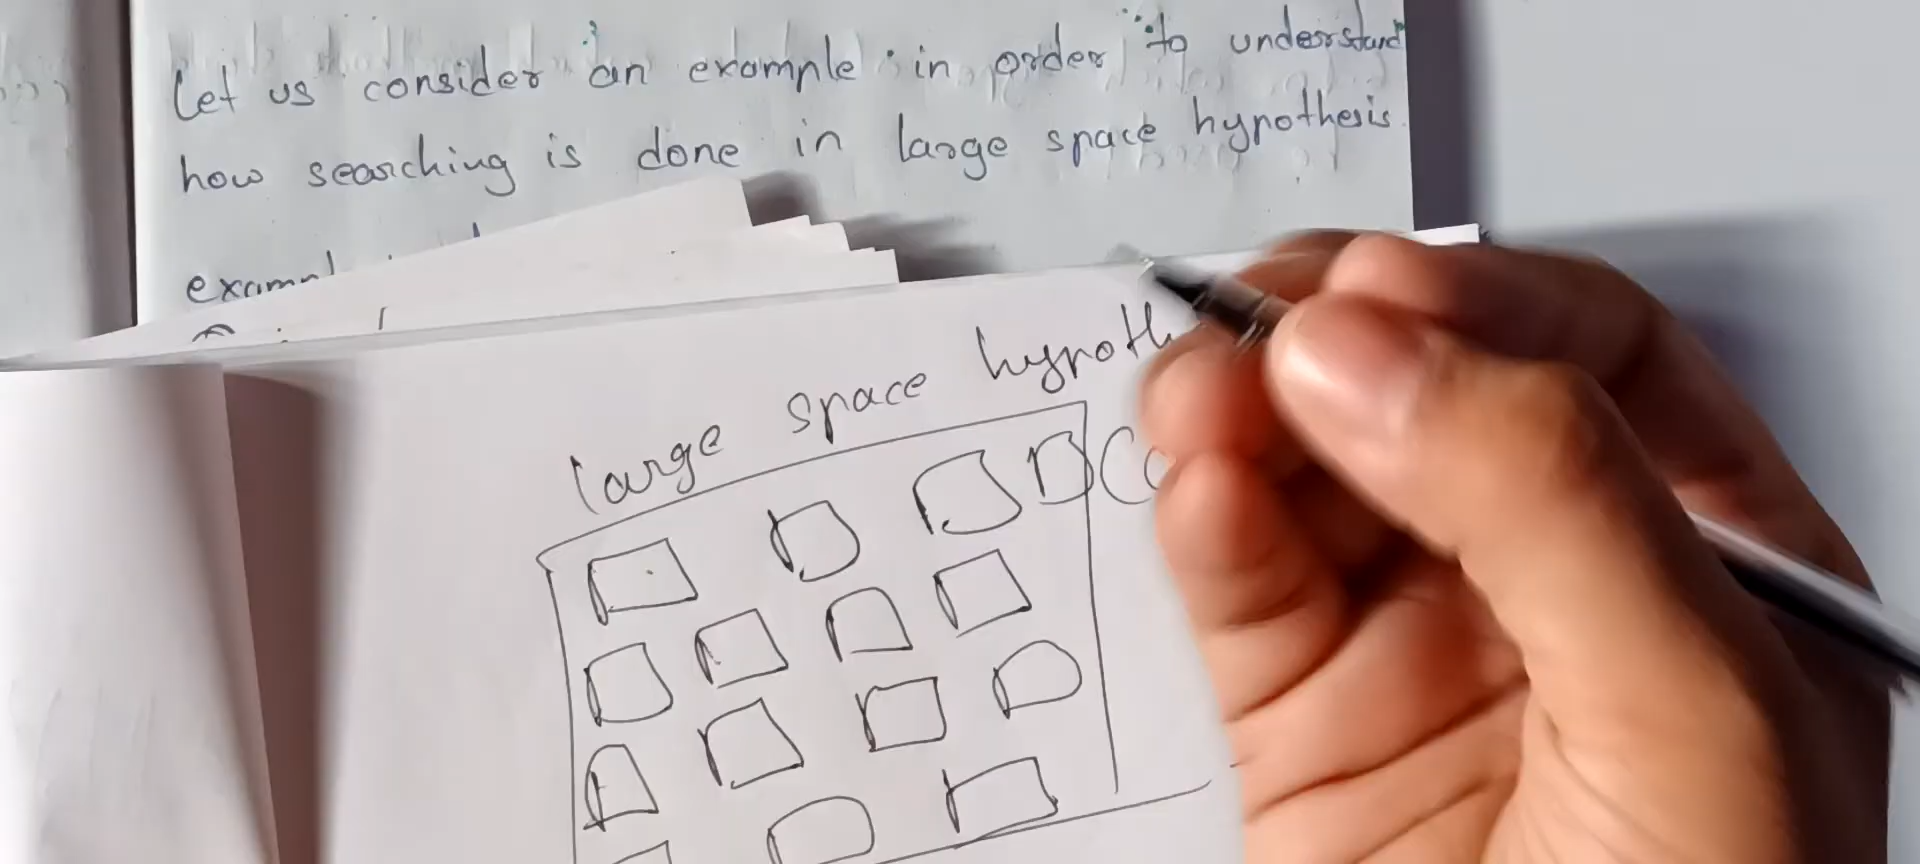 Let us consider an example in order to understand
how searching is done in large space hypothesis.
large space hypoth